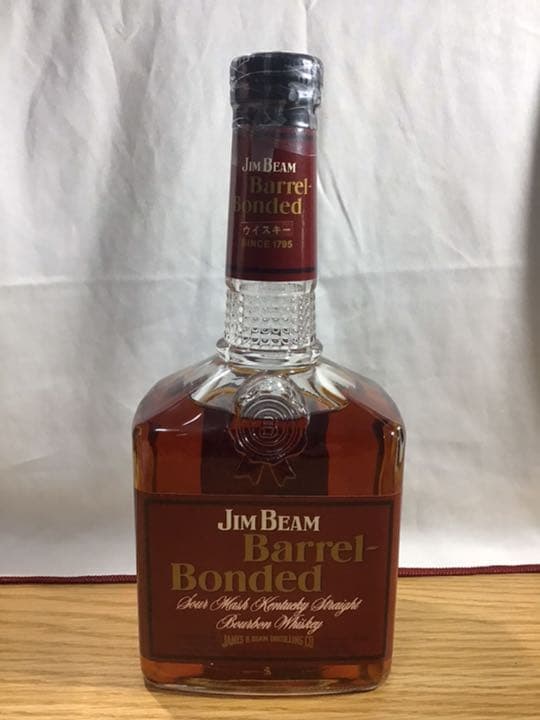 JIM BEAM
Barrel-
Bonded
ウイスキー
SINCE 1795
JIM BEAM
Barrel-
Bonded
Sour Mash Kentucky Straight
Bourbon Whiskey
JAMES B. BEAM DISTILLING CO